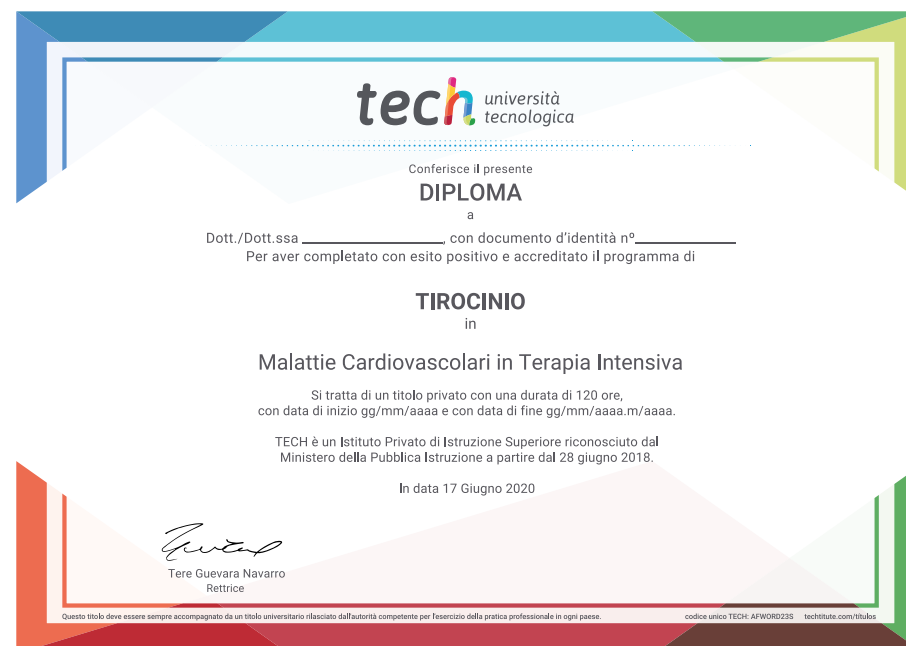 tech università
tecnologica
Conferisce il presente
DIPLOMA
a
Dott./Dott.ssa ____________________, con documento d'identità nº______________
Per aver completato con esito positivo e accreditato il programma di
TIROCINIO
in
Malattie Cardiovascolari in Terapia Intensiva
Si tratta di un titolo privato con una durata di 120 ore,
con data di inizio gg/mm/aaaa e con data di fine gg/mm/aaaa.m/aaaa.
TECH è un Istituto Privato di Istruzione Superiore riconosciuto dal
Ministero della Pubblica Istruzione a partire dal 28 giugno 2018.
In data 17 Giugno 2020
Tere Guevara Navarro
Rettrice
Questo titolo deve essere sempre accompagnato da un titolo universitario rilasciato dall'autorità competente per l'esercizio della pratica professionale in ogni paese. codice unico TECH: AFWORD23S techtitute.com/titulos